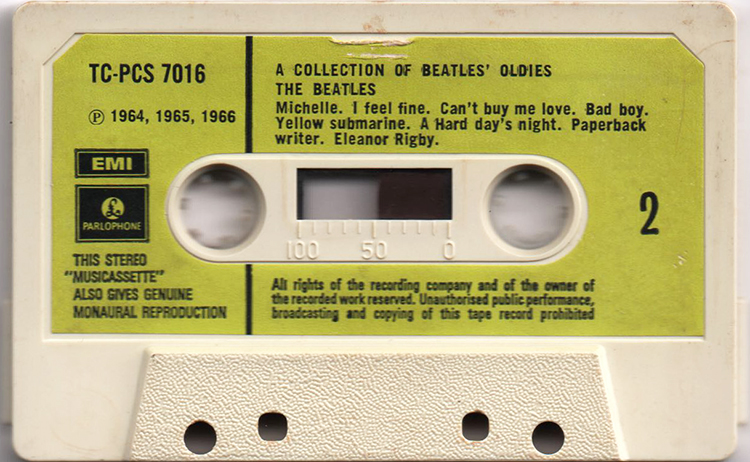 TC-PCS 7016
Ⓟ 1964, 1965, 1966
A COLLECTION OF BEATLES' OLDIES
THE BEATLES
Michelle. I feel fine. Can't buy me love. Bad boy.
Yellow submarine. A Hard day's night. Paperback
writer. Eleanor Rigby.
EMI
£
PARLOPHONE
THIS STEREO
"MUSICASSETTE"
ALSO GIVES GENUINE
MONAURAL REPRODUCTION
100 50 0
2
All rights of the recording company and of the owner of
the recorded work reserved. Unauthorised public performance,
broadcasting and copying of this tape record prohibited